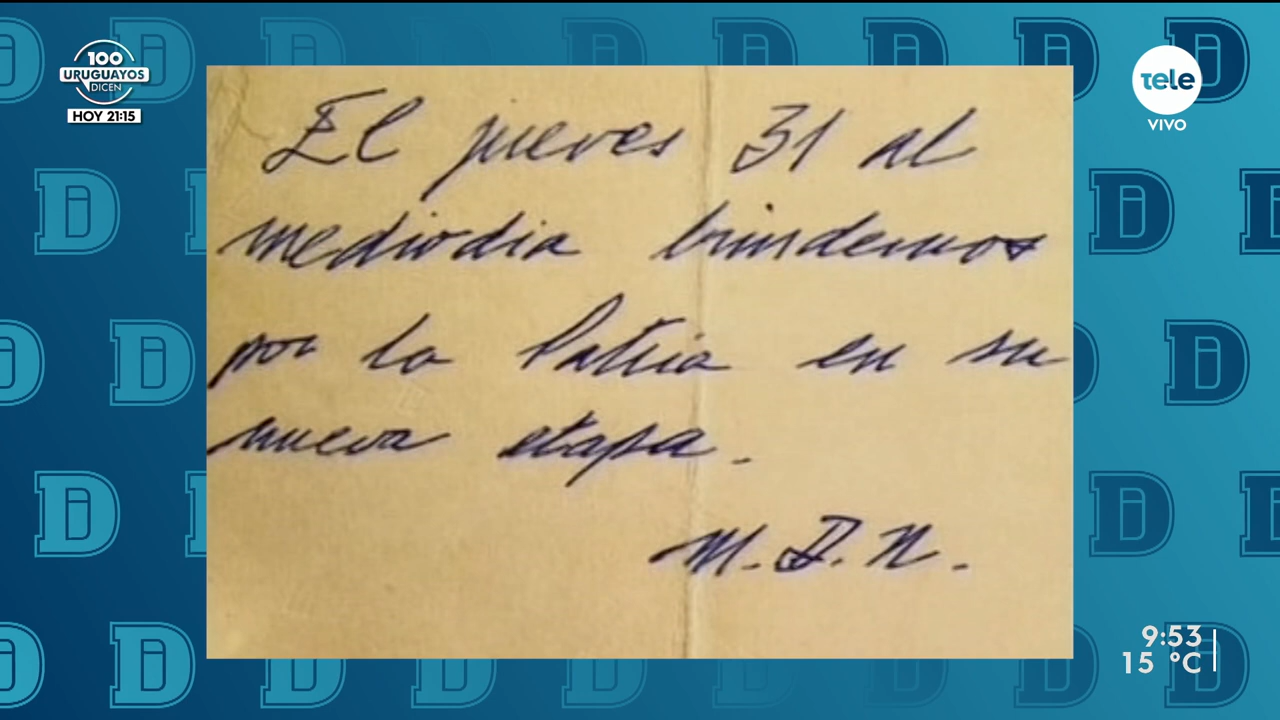 100
URUGUAYOS
DICEN
HOY 21:15
tele
VIVO
El jueves 31 al
mediodia brindemos
por la Patria en su
nueva etapa.
M.D.N.
9:53
15 °C